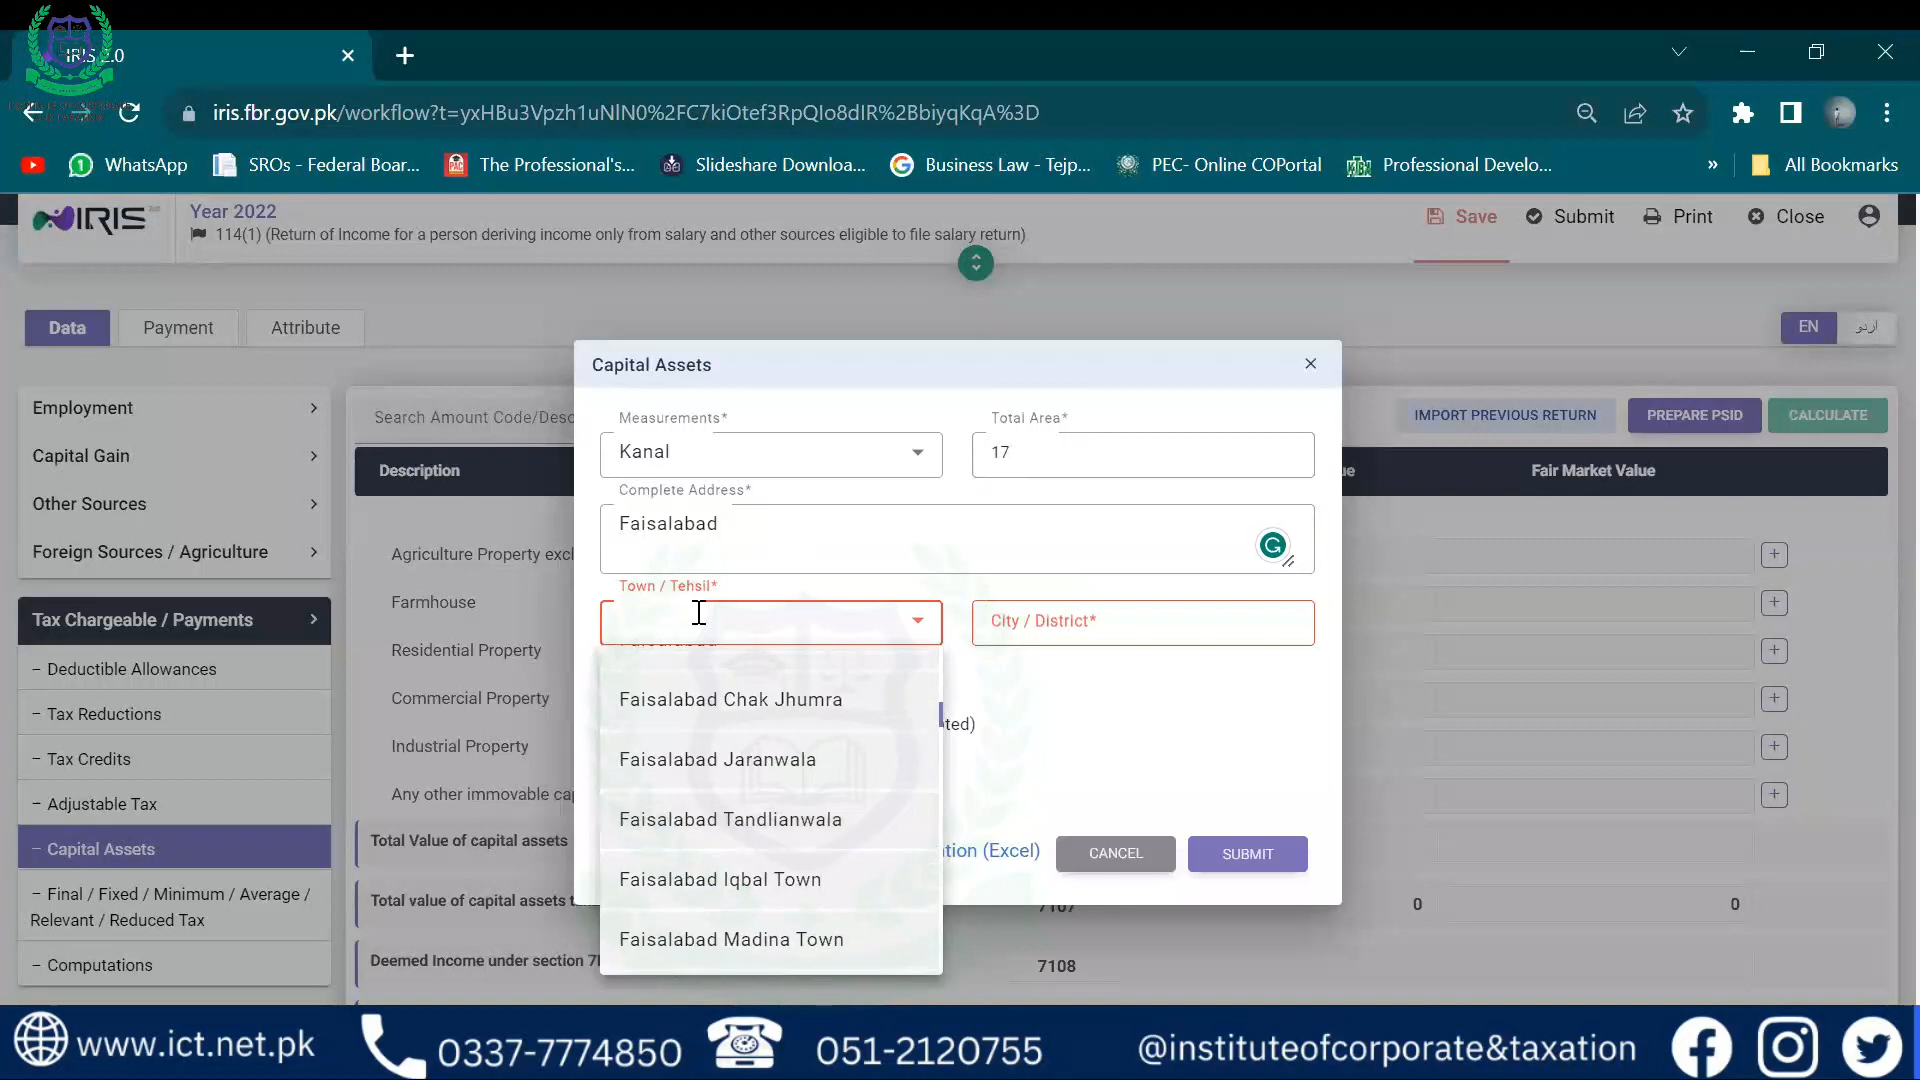 IRIS 2.0
iris.fbr.gov.pk/workflow?t=yxHBu3Vpzh1uNlN0%2FC7kiOtef3RpQIo8dIR%2BbiyqKqA%3D
WhatsApp
SROs - Federal Boar...
The Professional's...
Slideshare Downloa...
Business Law - Tejp...
PEC- Online COPortal
Professional Develo...
»
All Bookmarks
IRIS
Year 2022
114(1) (Return of Income for a person deriving income only from salary and other sources eligible to file salary return)
Save
Submit
Print
Close
Data
Payment
Attribute
EN
اردو
Employment
Capital Gain
Other Sources
Foreign Sources / Agriculture
Tax Chargeable / Payments
– Deductible Allowances
– Tax Reductions
– Tax Credits
– Adjustable Tax
– Capital Assets
– Final / Fixed / Minimum / Average /
Relevant / Reduced Tax
– Computations
Search Amount Code/Desc
IMPORT PREVIOUS RETURN
PREPARE PSID
CALCULATE
Description
ue
Fair Market Value
Agriculture Property excl
Farmhouse
Residential Property
Commercial Property
Industrial Property
Any other immovable ca
Total Value of capital assets
Total value of capital assets t
7107
0
0
Deemed Income under section 7
7108
Capital Assets
Measurements*
Kanal
Total Area*
17
Complete Address*
Faisalabad
Town / Tehsil*
City / District*
Faisalabad Chak Jhumra
Faisalabad Jaranwala
Faisalabad Tandlianwala
Faisalabad Iqbal Town
Faisalabad Madina Town
ted)
tion (Excel)
CANCEL
SUBMIT
www.ict.net.pk
0337-7774850
051-2120755
@instituteofcorporate&taxation